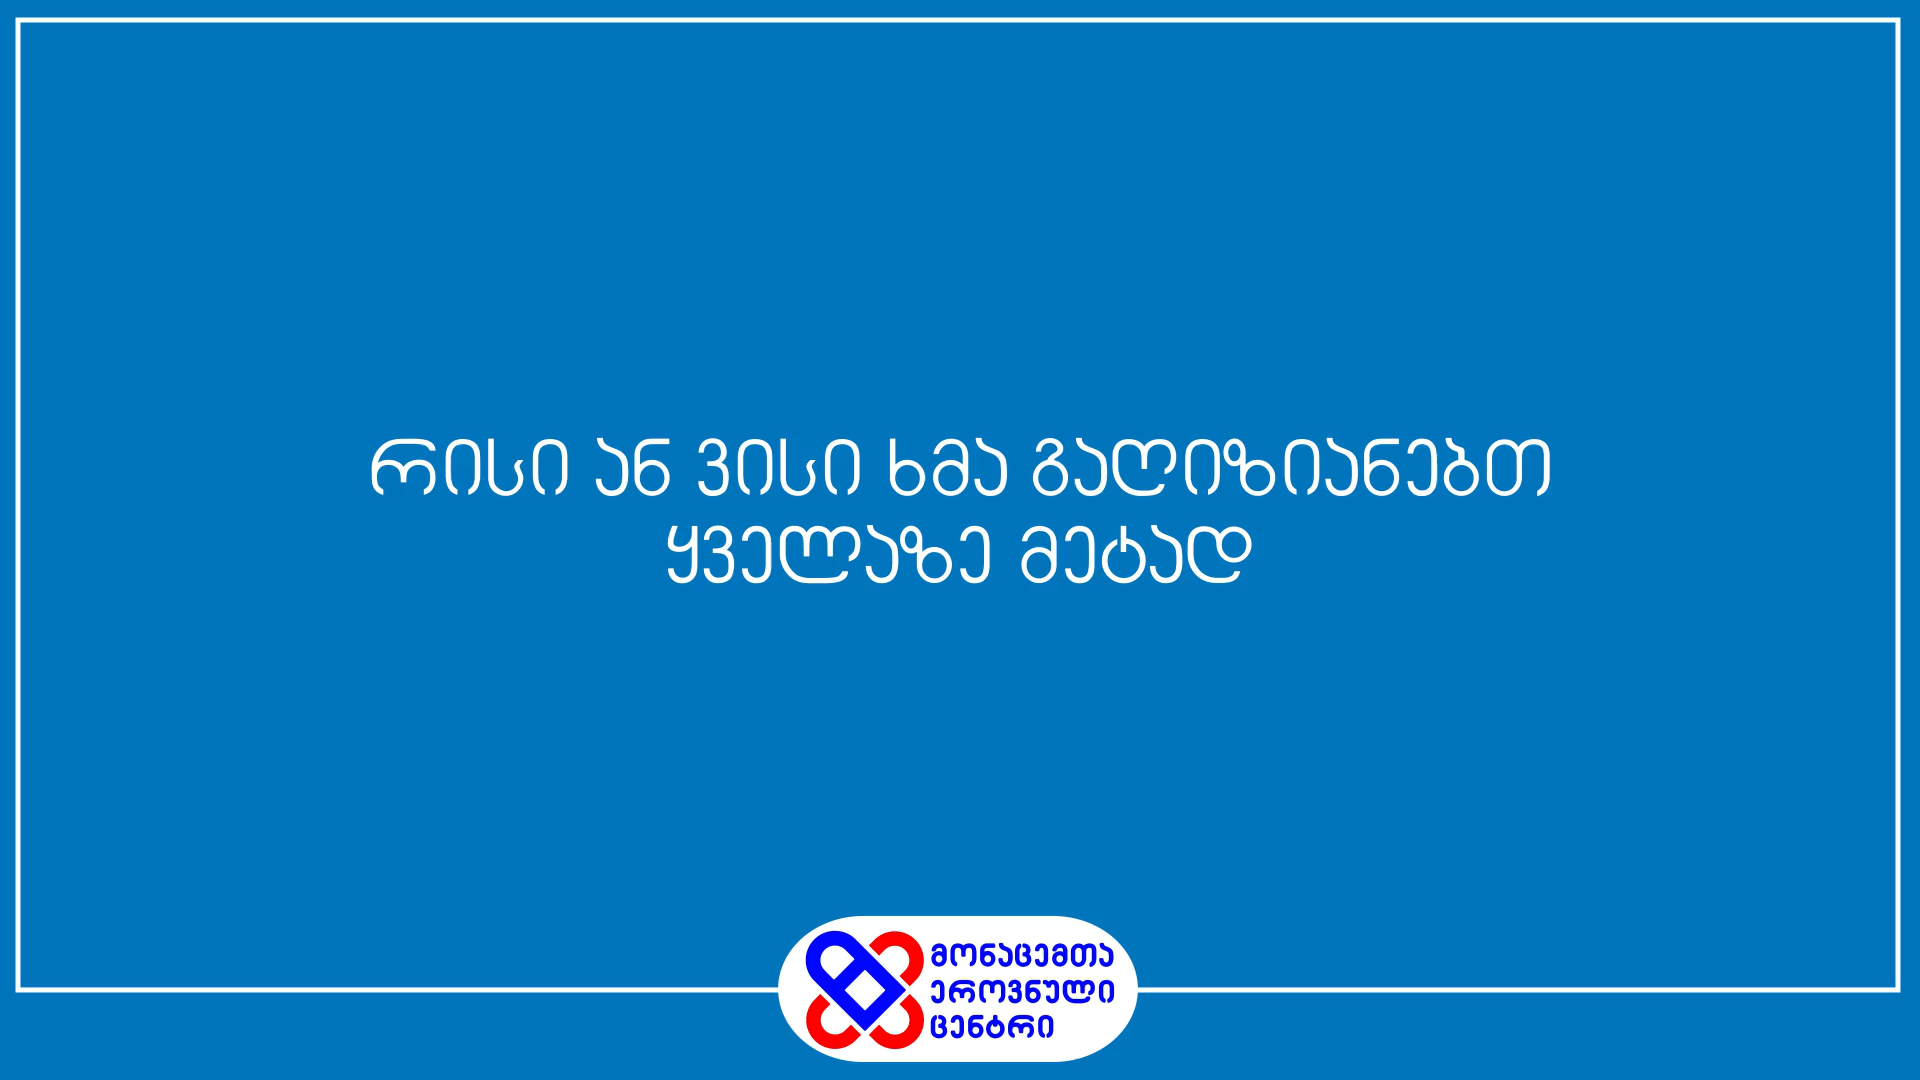 რისი ან ვისი ხმა გაღიზიანებთ
ყველაზე მეტად
მონაცემთა
ეროვნული
ცენტრი